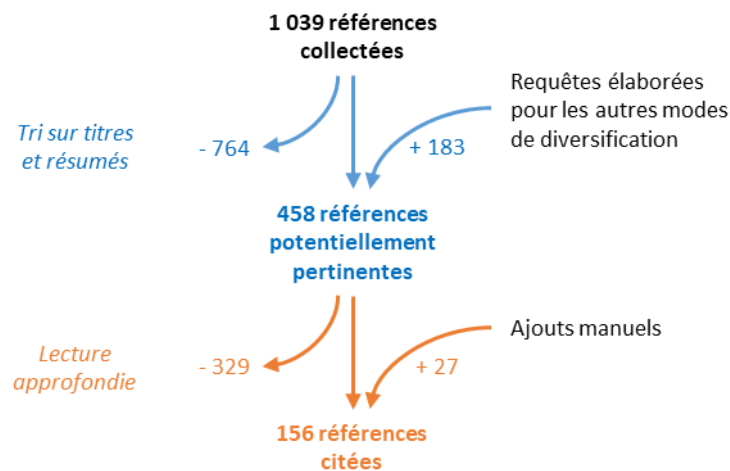 1 039 références
collectées
Requêtes élaborées
pour les autres modes
de diversification
Tri sur titres
et résumés
- 764
+ 183
458 références
potentiellement
pertinentes
Ajouts manuels
Lecture
approfondie
- 329
+ 27
156 références
citées